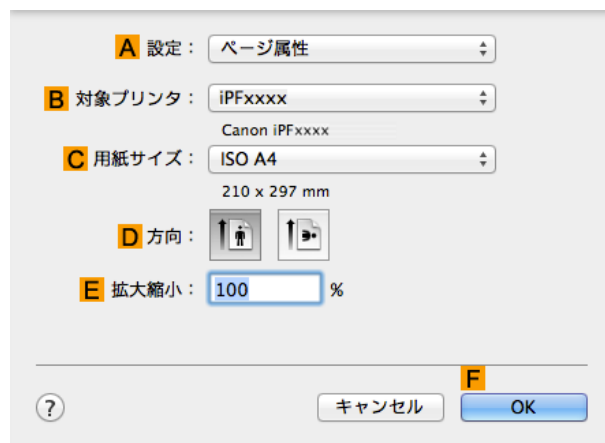 A 設定： ページ属性
B 対象プリンタ： iPFxxxx
Canon iPFxxxx
C 用紙サイズ： ISO A4
210 x 297 mm
D 方向：
E 拡大縮小： 100 %
F
? キャンセル OK